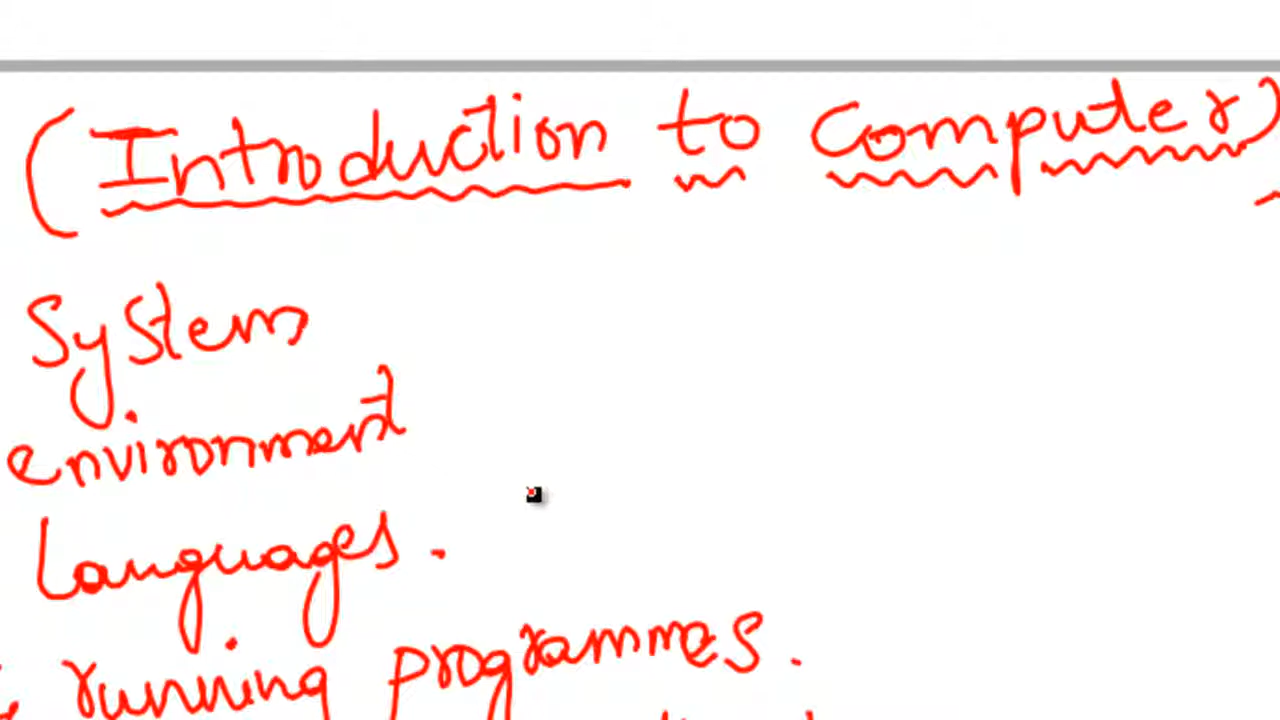 (Introduction to Computer)
System
environment
Languages.
running programmes.